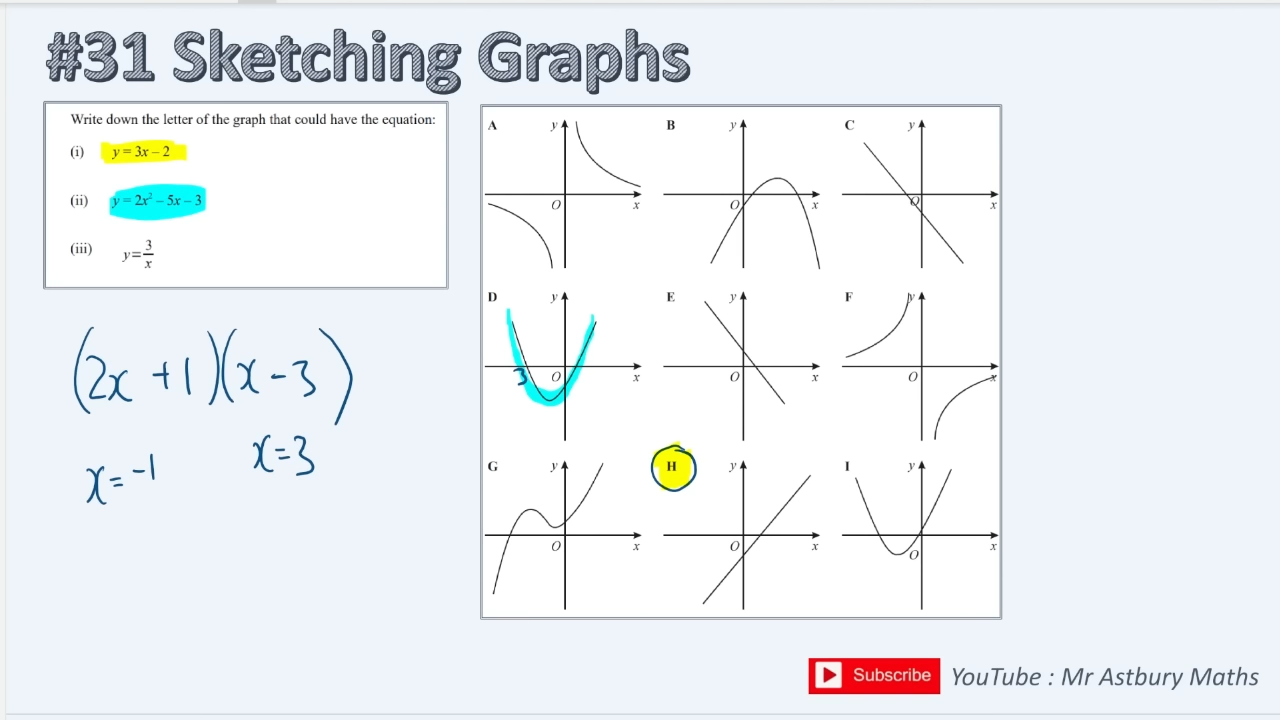 #31 Sketching Graphs
Write down the letter of the graph that could have the equation:
(i) y = 3x – 2
(ii) y = 2x² – 5x – 3
(iii) y = 3/x
(2x + 1)(x - 3)
x = -1
x = 3
A y O x
B y O x
C y O x
D y 3 O x
E y O x
F y O x
G y O x
H y O x
I y O x
Subscribe YouTube : Mr Astbury Maths